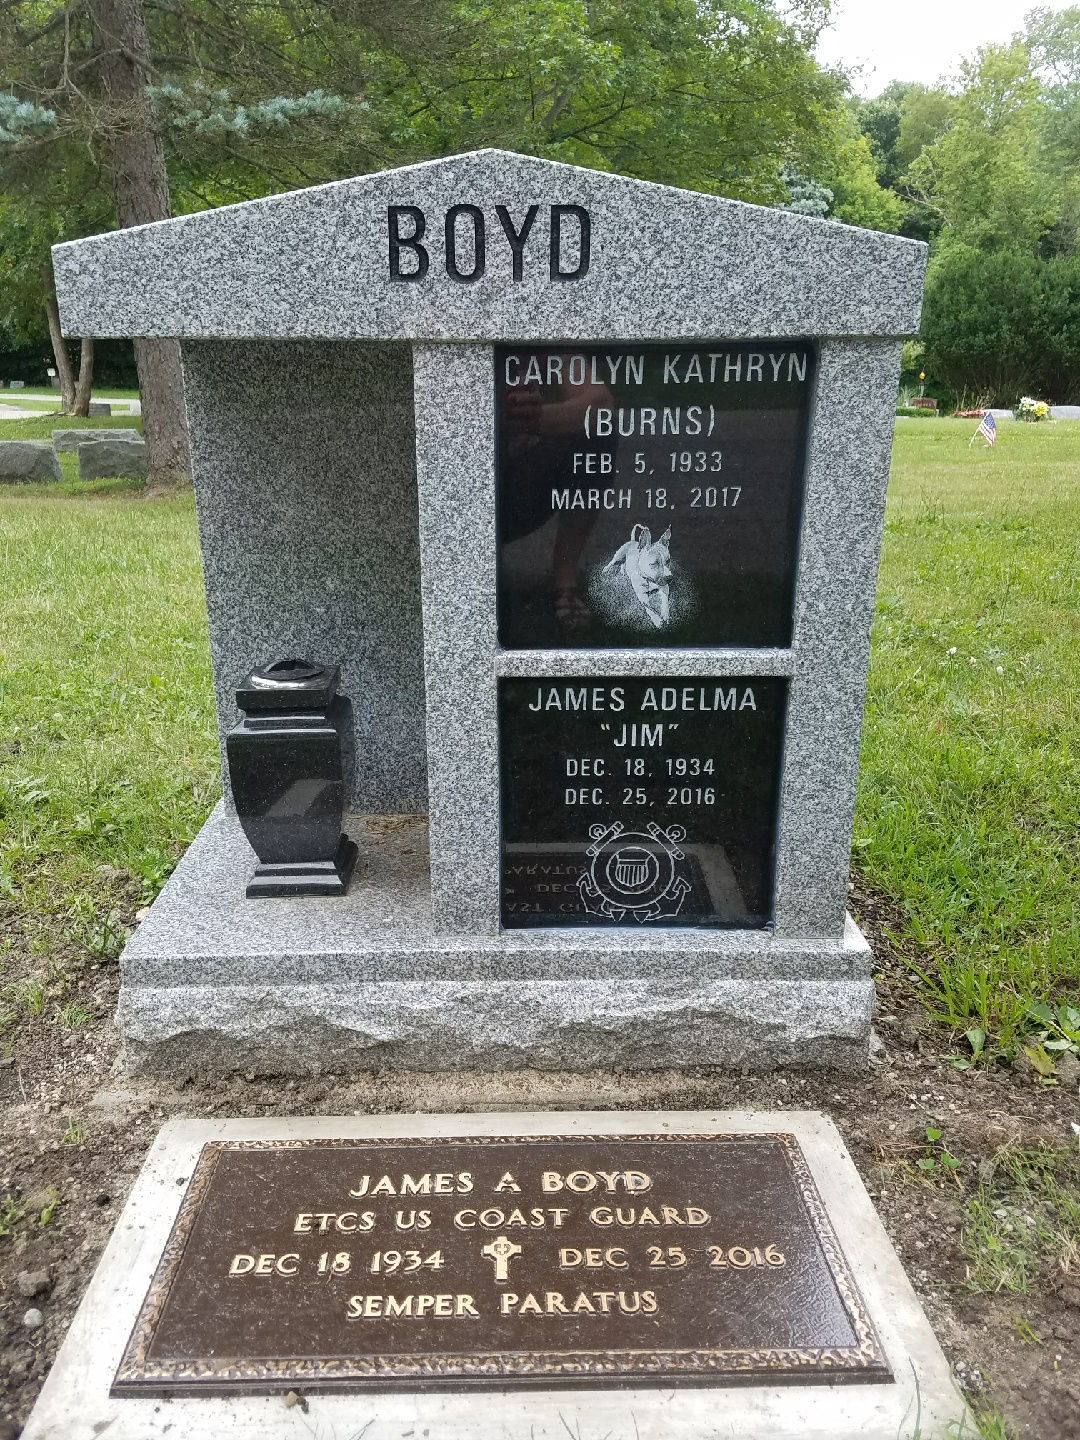 BOYD
CAROLYN KATHRYN
(BURNS)
FEB. 5, 1933
MARCH 18, 2017
JAMES ADELMA
"JIM"
DEC. 18, 1934
DEC. 25, 2016
JAMES A BOYD
ETCS US COAST GUARD
DEC 18 1934 DEC 25 2016
SEMPER PARATUS